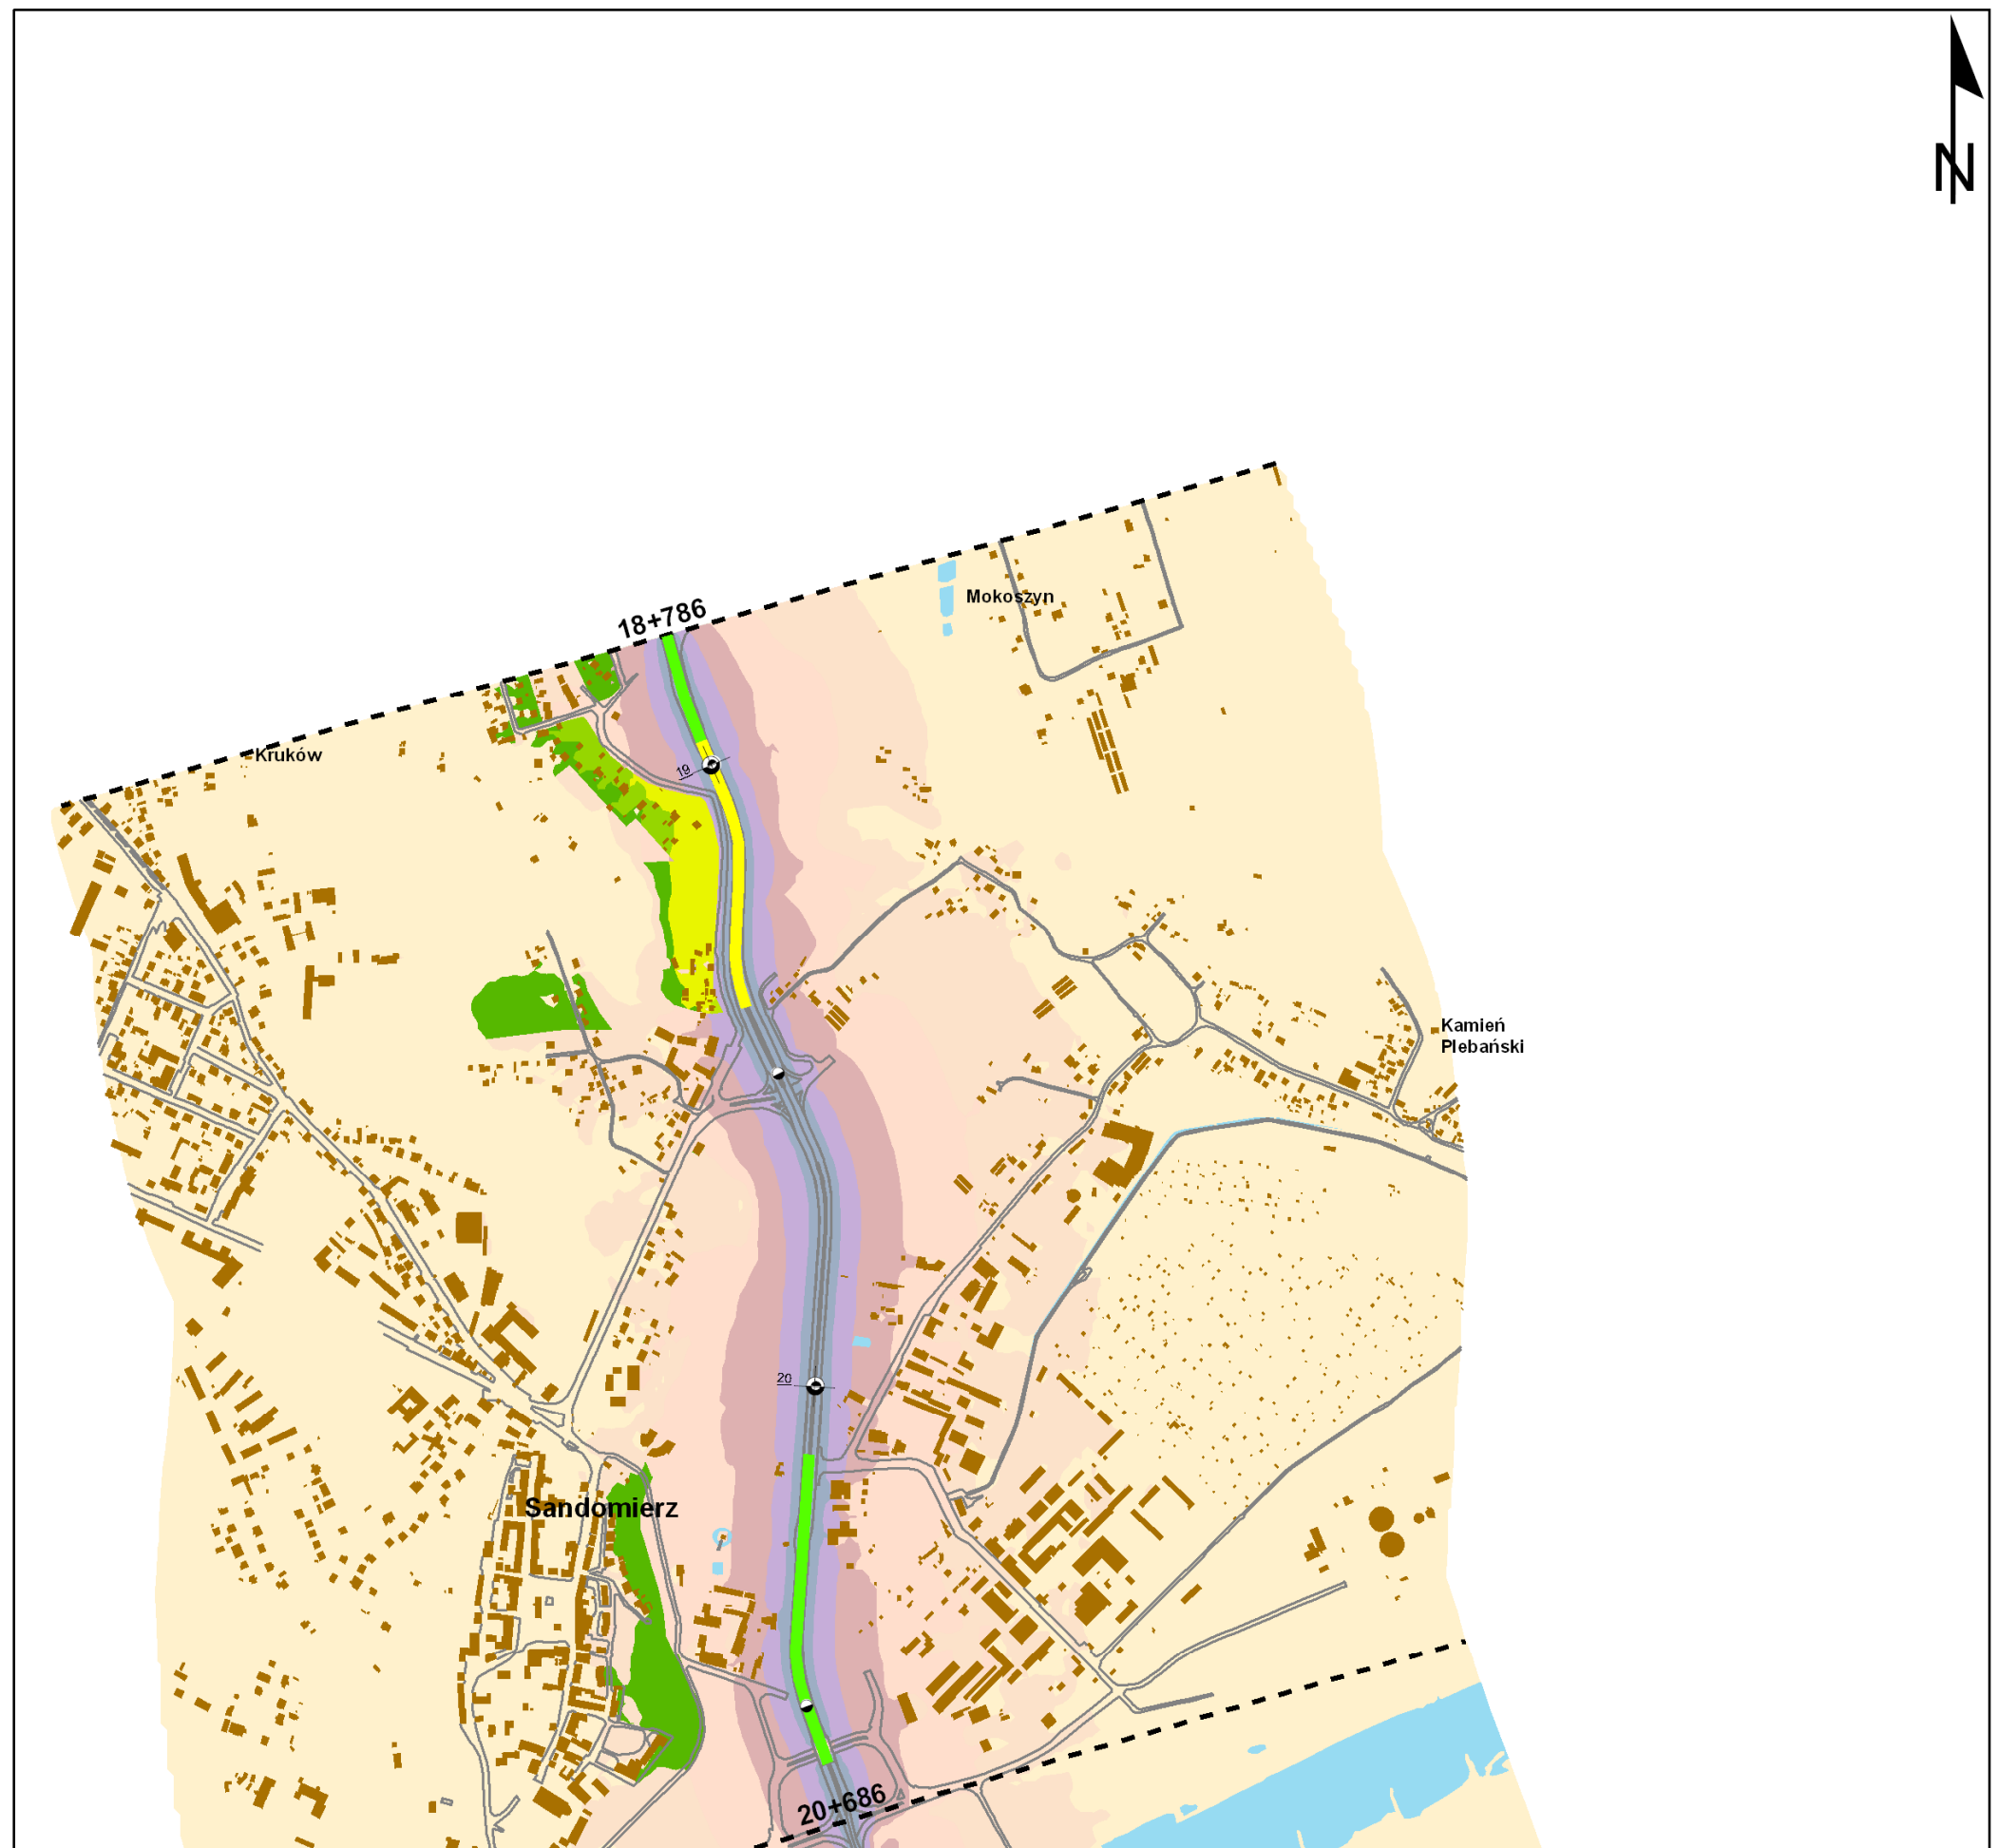 N
Mokoszyn
18+786
Kruków
19
Kamień
Plebański
20
Sandomierz
20+686